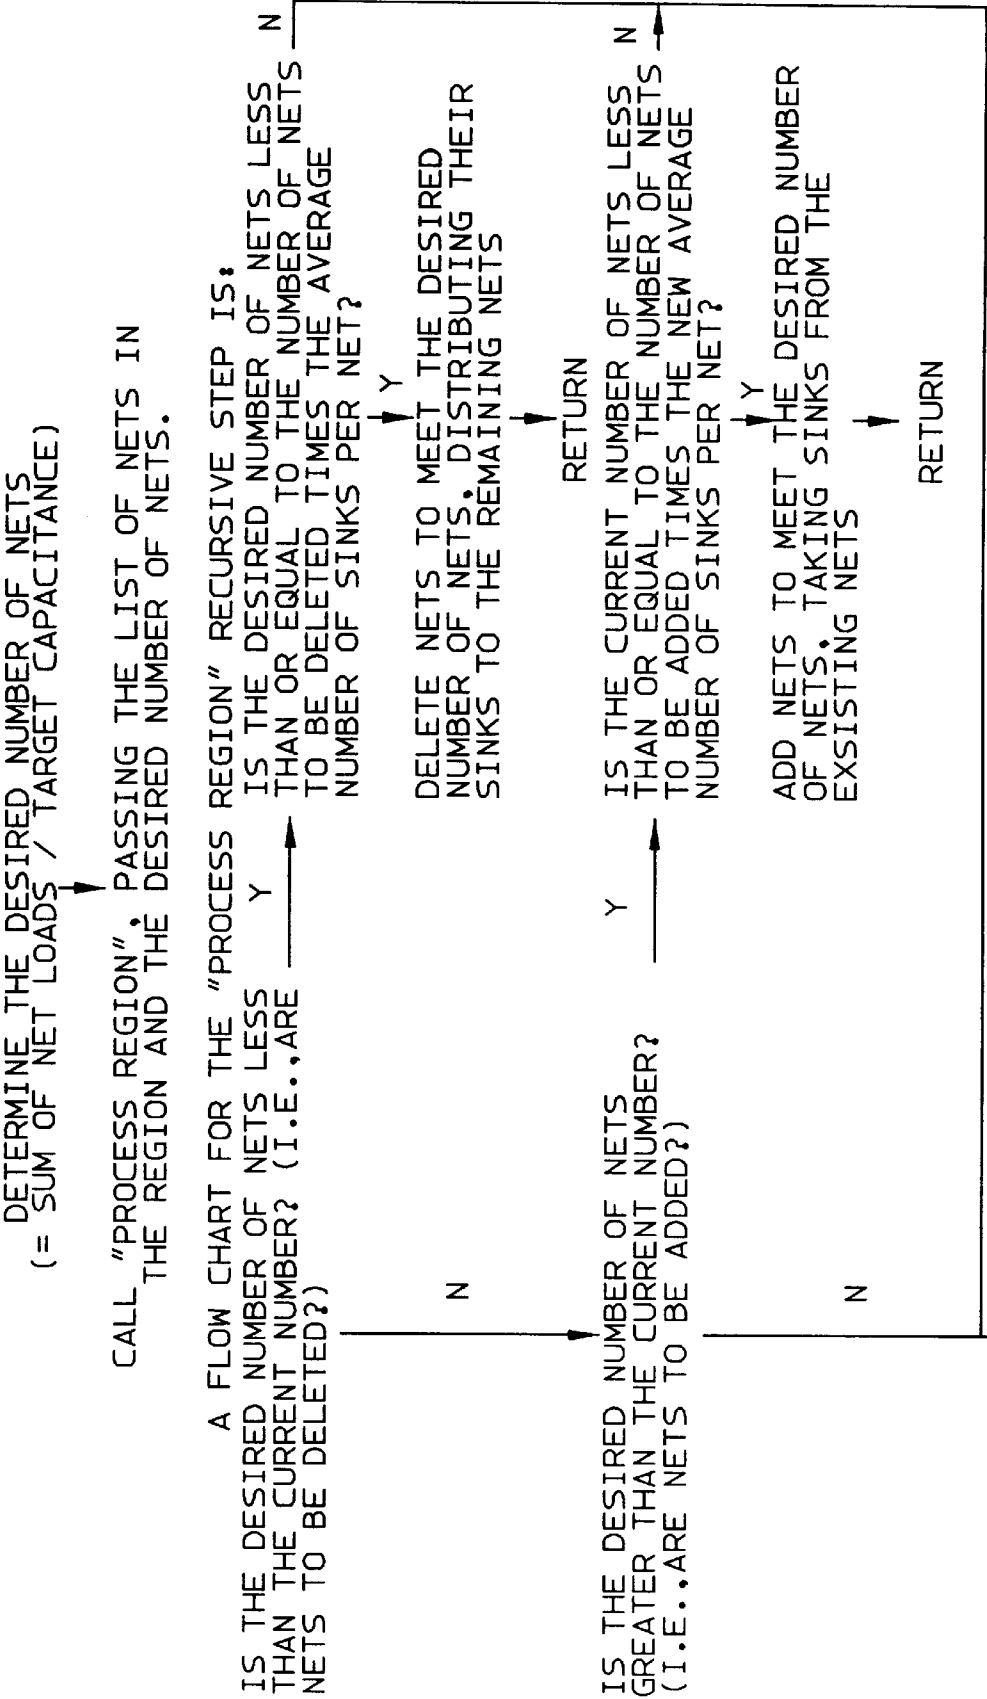 DETERMINE THE DESIRED NUMBER OF NETS
(= SUM OF NET LOADS / TARGET CAPACITANCE)
CALL "PROCESS REGION", PASSING THE LIST OF NETS IN
THE REGION AND THE DESIRED NUMBER OF NETS.
A FLOW CHART FOR THE "PROCESS REGION" RECURSIVE STEP IS:
IS THE DESIRED NUMBER OF NETS LESS
THAN THE CURRENT NUMBER? (I.E.,ARE
NETS TO BE DELETED?)
Y
IS THE DESIRED NUMBER OF NETS LESS
THAN OR EQUAL TO THE NUMBER OF NETS
TO BE DELETED TIMES THE AVERAGE
NUMBER OF SINKS PER NET?
N
Y
DELETE NETS TO MEET THE DESIRED
NUMBER OF NETS, DISTRIBUTING THEIR
SINKS TO THE REMAINING NETS
RETURN
N
IS THE DESIRED NUMBER OF NETS
GREATER THAN THE CURRENT NUMBER?
(I.E.,ARE NETS TO BE ADDED?)
Y
IS THE CURRENT NUMBER OF NETS LESS
THAN OR EQUAL TO THE NUMBER OF NETS
TO BE ADDED TIMES THE NEW AVERAGE
NUMBER OF SINKS PER NET?
N
Y
ADD NETS TO MEET THE DESIRED NUMBER
OF NETS, TAKING SINKS FROM THE
EXSISTING NETS
RETURN
N